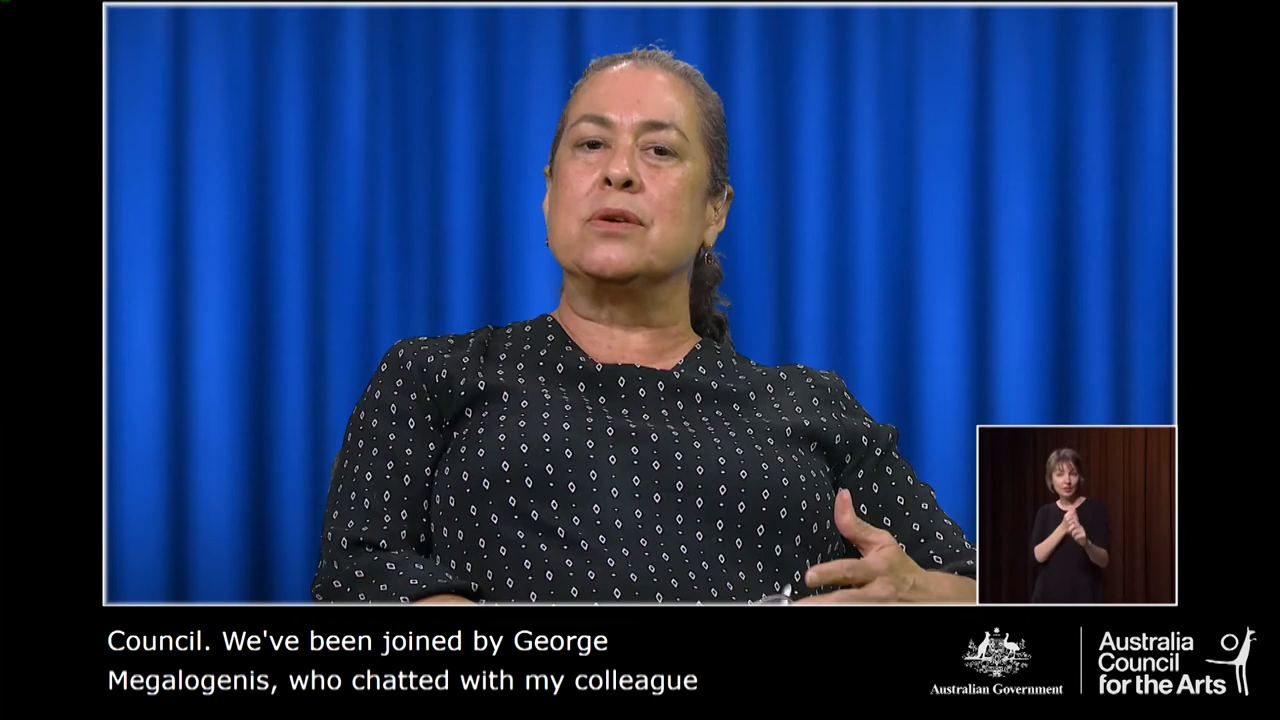 Council. We've been joined by George
Megalogenis, who chatted with my colleague
Australian Government
Australia
Council
for the Arts